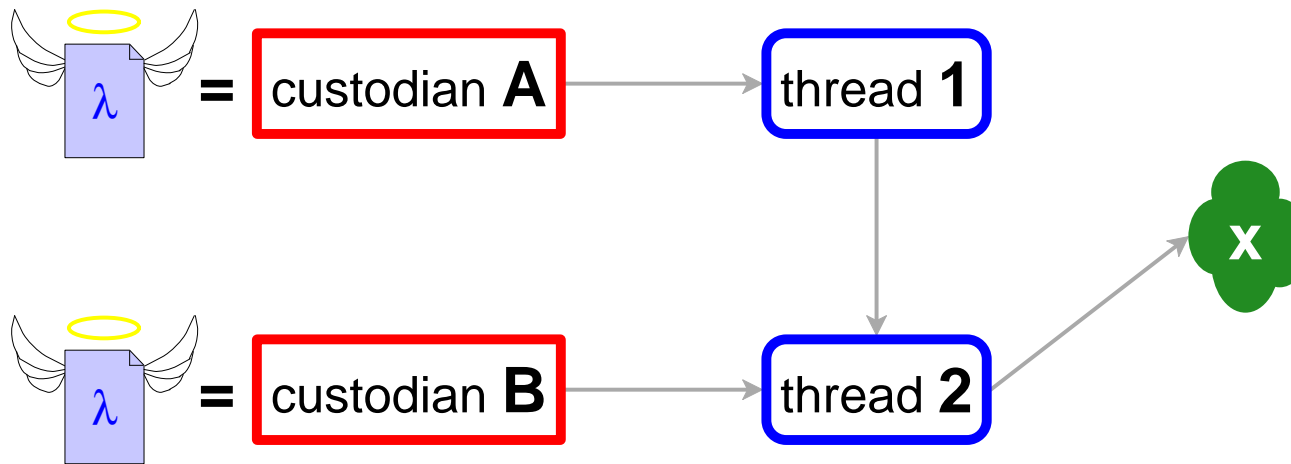 λ = custodian A thread 1
x
λ = custodian B thread 2